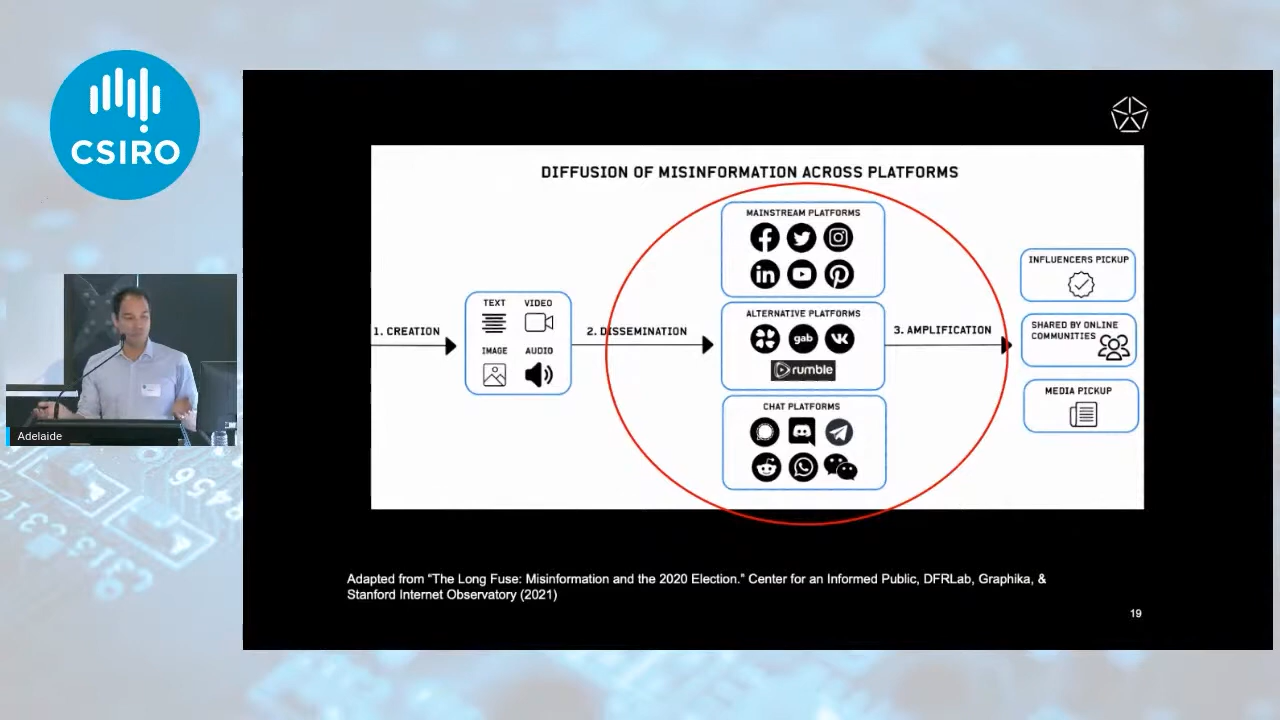 CSIRO
DIFFUSION OF MISINFORMATION ACROSS PLATFORMS
1. CREATION
TEXT
VIDEO
IMAGE
AUDIO
2. DISSEMINATION
MAINSTREAM PLATFORMS
in
ALTERNATIVE PLATFORMS
gab
rumble
CHAT PLATFORMS
3. AMPLIFICATION
INFLUENCERS PICKUP
SHARED BY ONLINE
COMMUNITIES
MEDIA PICKUP
Adelaide
Adapted from “The Long Fuse: Misinformation and the 2020 Election.” Center for an Informed Public, DFRLab, Graphika, &
Stanford Internet Observatory (2021)
19